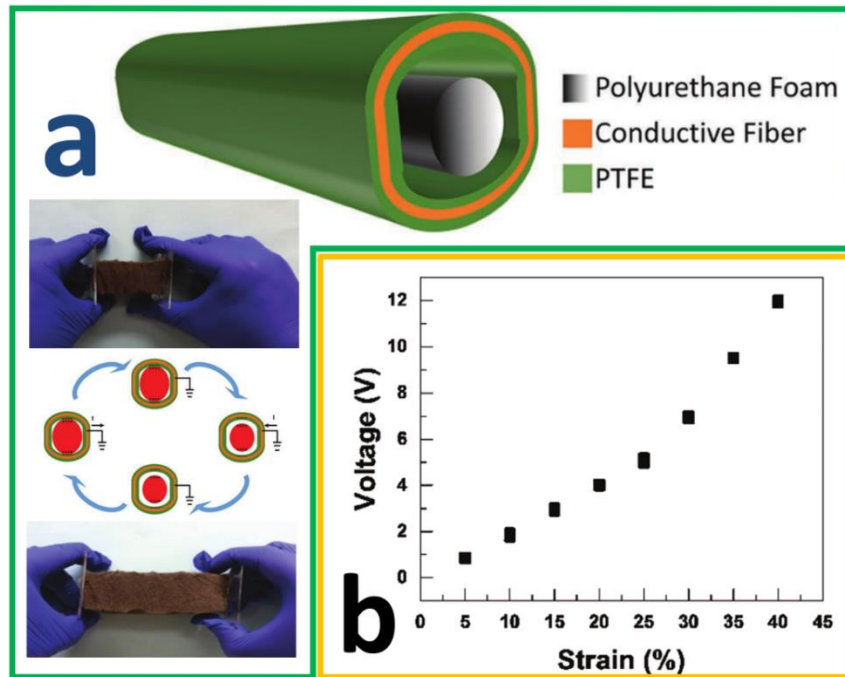 a
Polyurethane Foam
Conductive Fiber
PTFE
b
Voltage (V)
12
10
8
6
4
2
0
0 5 10 15 20 25 30 35 40 45
Strain (%)